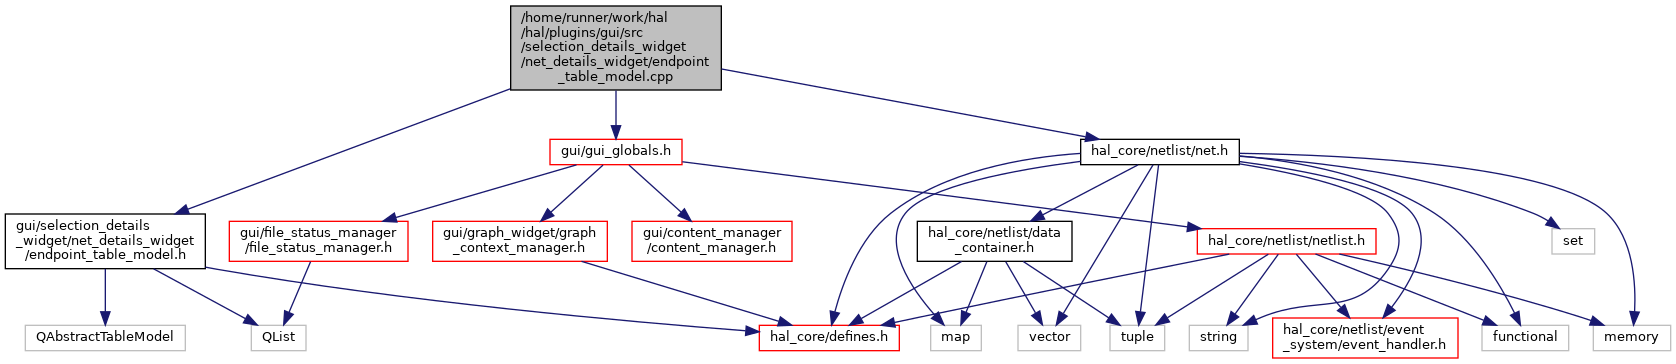 /home/runner/work/hal
/hal/plugins/gui/src
/selection_details_widget
/net_details_widget/endpoint
_table_model.cpp
gui/gui_globals.h
hal_core/netlist/net.h
gui/selection_details
_widget/net_details_widget
/endpoint_table_model.h
gui/file_status_manager
/file_status_manager.h
gui/graph_widget/graph
_context_manager.h
gui/content_manager
/content_manager.h
hal_core/netlist/data
_container.h
hal_core/netlist/netlist.h
set
QAbstractTableModel
QList
hal_core/defines.h
map
vector
tuple
string
hal_core/netlist/event
_system/event_handler.h
functional
memory